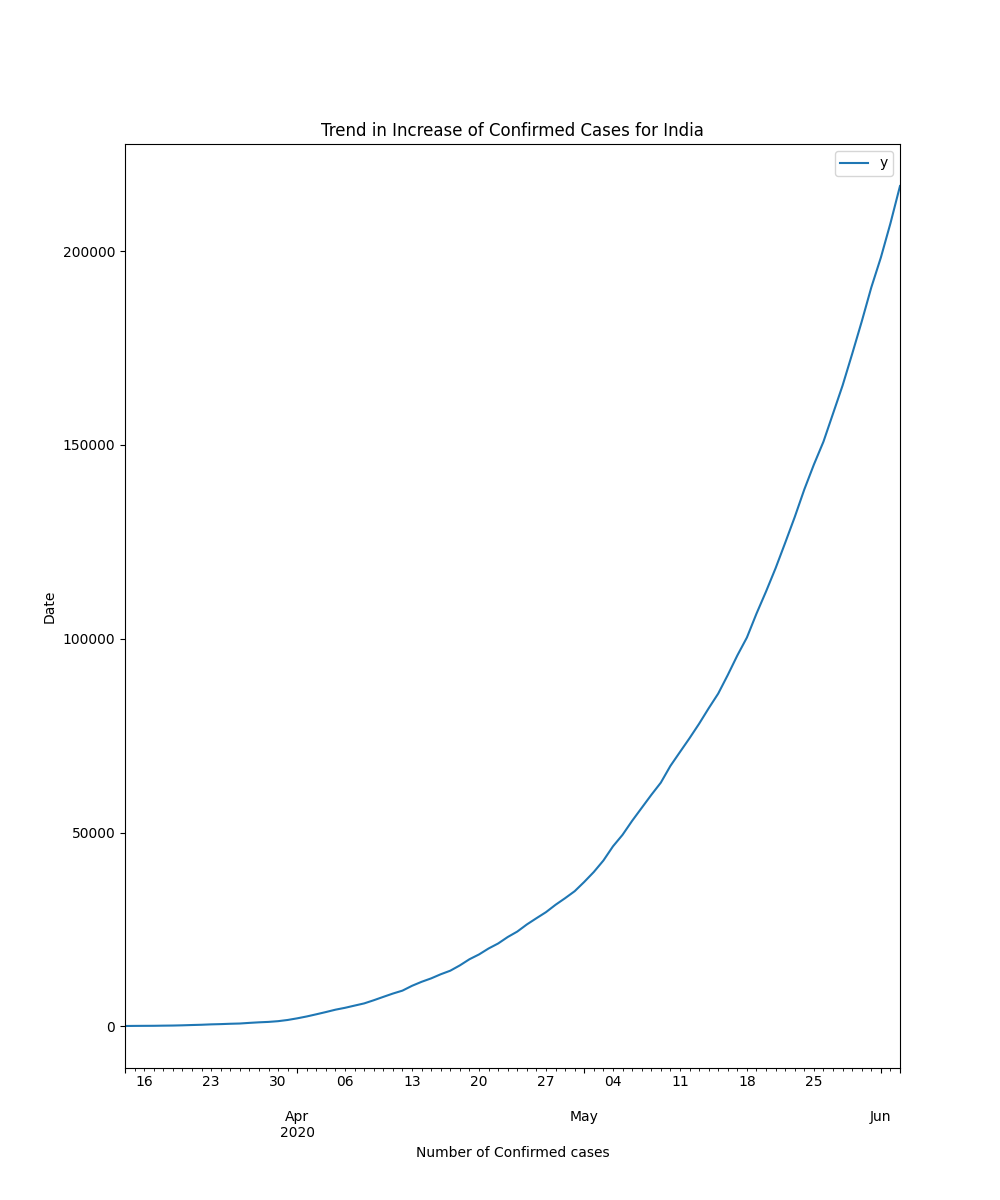 Trend in Increase of Confirmed Cases for India
y
200000
150000
100000
50000
0
Date
16 23 30 06 13 20 27 04 11 18 25
Apr May Jun
2020
Number of Confirmed cases